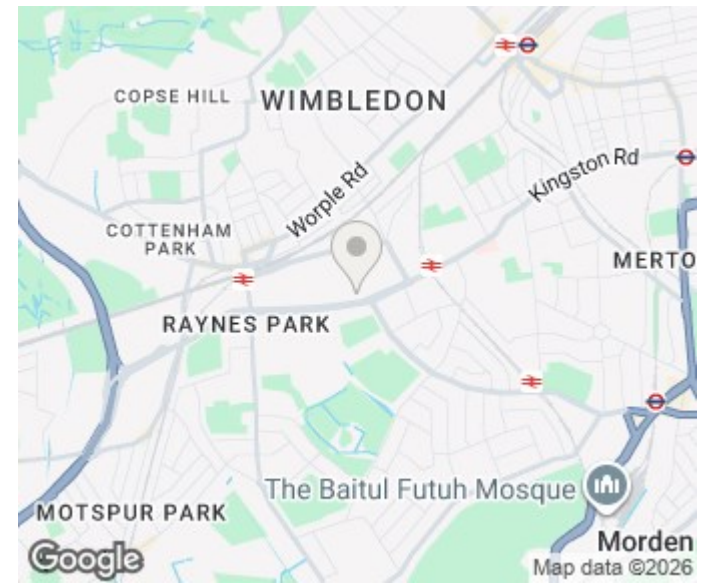 COPSE HILL
WIMBLEDON
Kingston Rd
Worple Rd
COTTENHAM
PARK
MERTO
RAYNES PARK
The Baitul Futuh Mosque
MOTSPUR PARK
Morden
Google
Map data ©2026